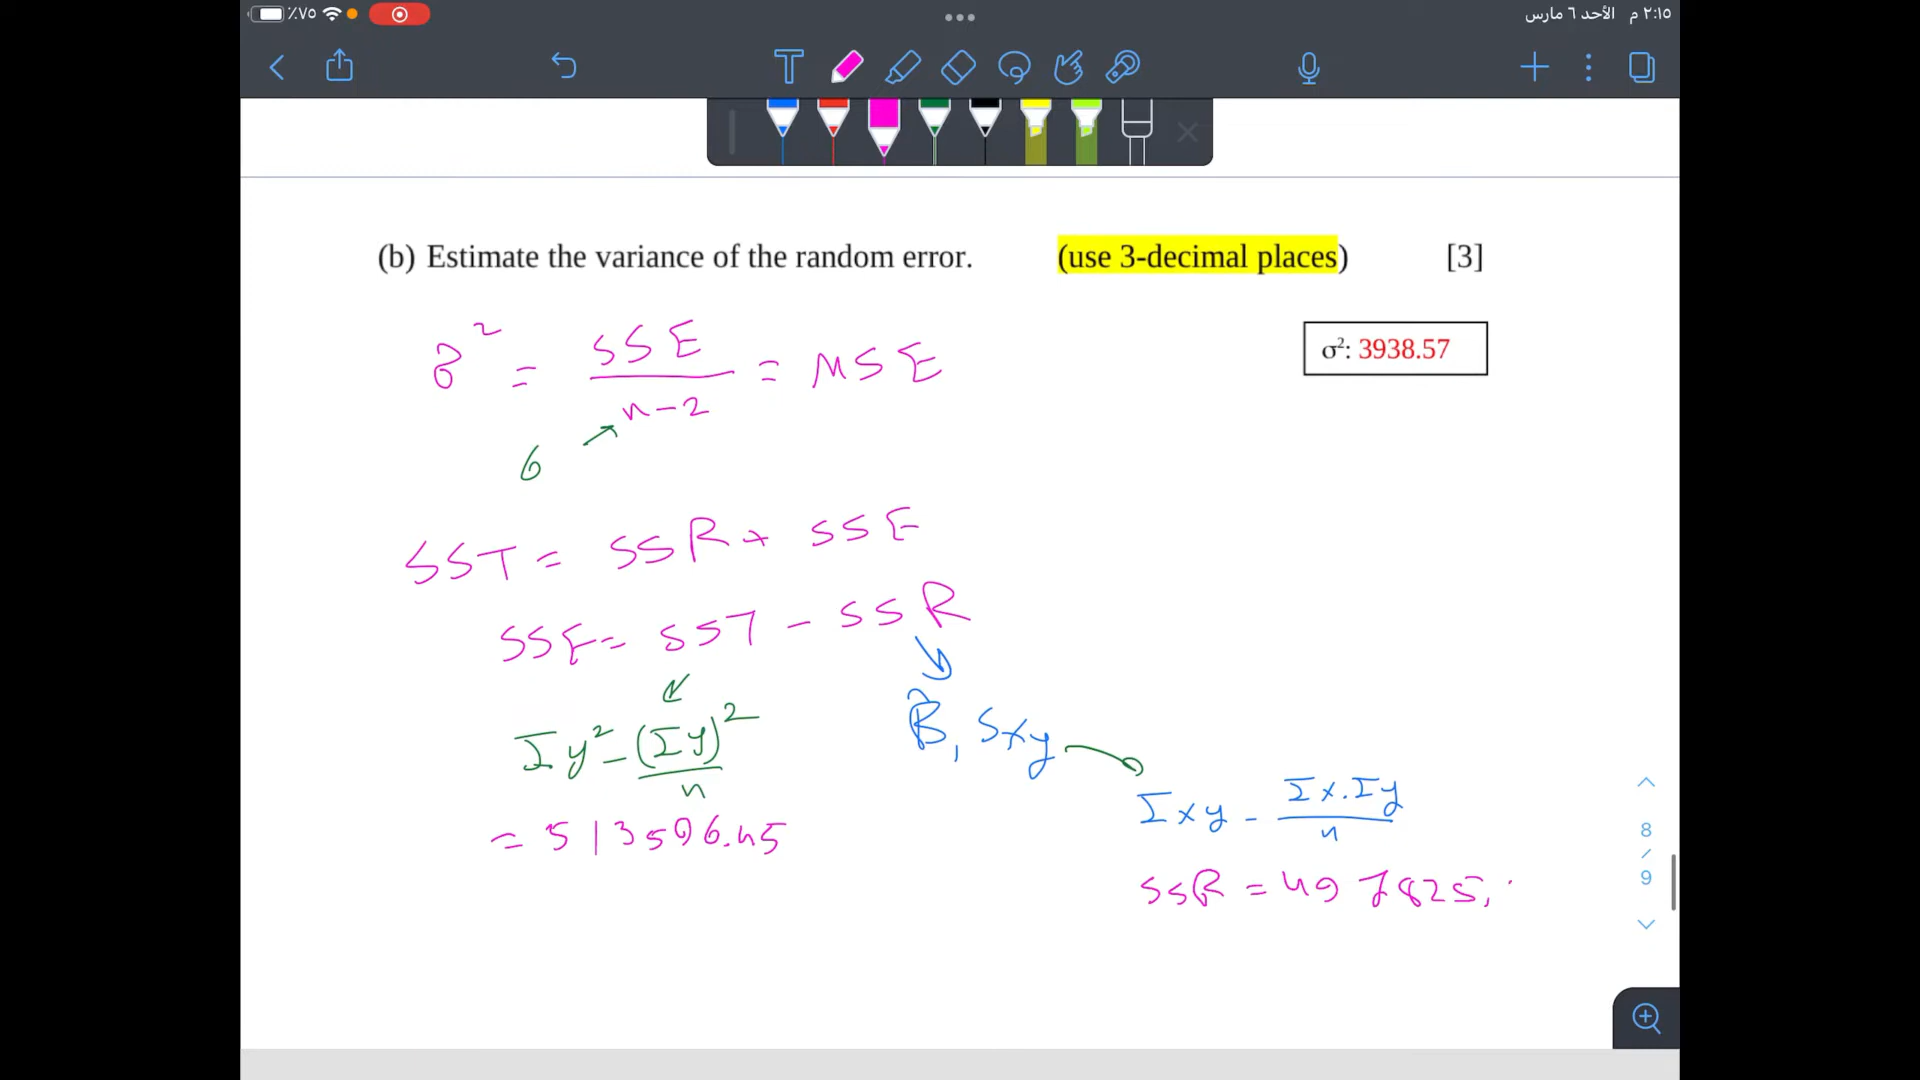 ٪٧٥
٢:١٥ م الأحد ٦ مارس
(b) Estimate the variance of the random error. (use 3-decimal places) [3]
σ²: 3938.57
σ̂² = SSE / n-2 = MSE
6
SST = SSR + SSE
SSE = SST - SSR
B̂, Sxy
Σy² - (Σy)² / n
Σxy - Σx.Σy / n
= 513596.45
SSR = 497825,
8
/
9